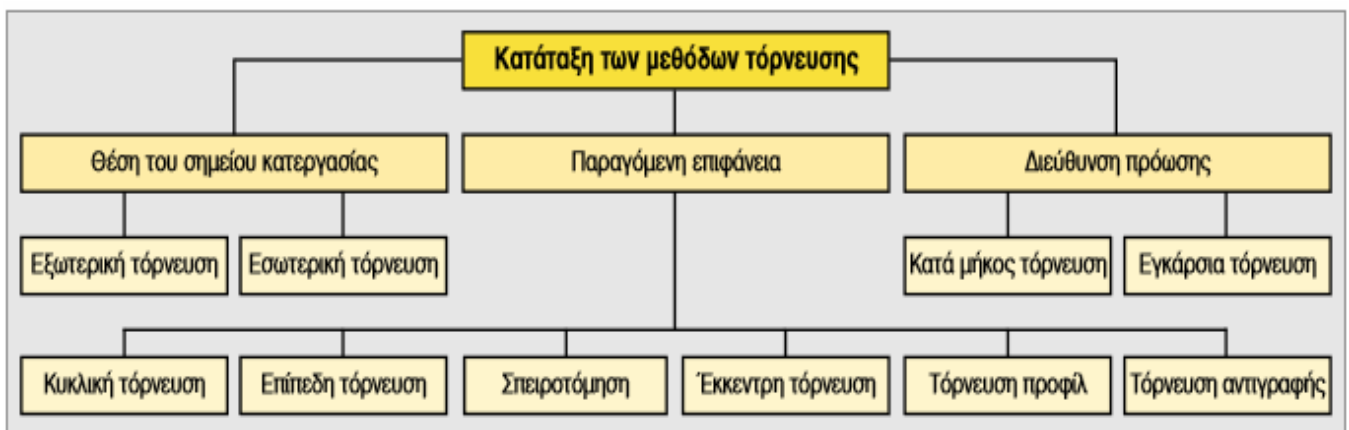 Κατάταξη των μεθόδων τόρνευσης
Θέση του σημείου κατεργασίας
Παραγόμενη επιφάνεια
Διεύθυνση πρόωσης
Εξωτερική τόρνευση
Εσωτερική τόρνευση
Κατά μήκος τόρνευση
Εγκάρσια τόρνευση
Κυκλική τόρνευση
Επίπεδη τόρνευση
Σπειροτόμηση
Έκκεντρη τόρνευση
Τόρνευση προφίλ
Τόρνευση αντιγραφής